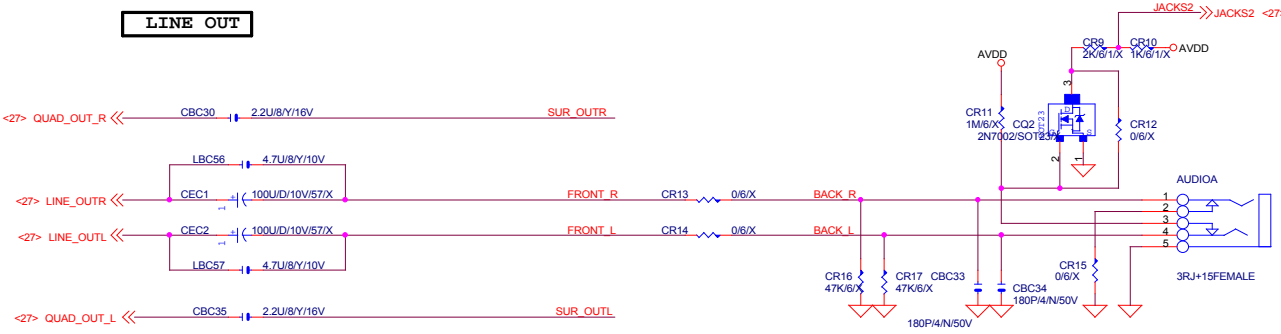 LINE OUT
JACKS2
JACKS2 <27>
CR9
2K/6/1/X
CR10
1K/6/1/X
AVDD
AVDD
3
CR11
1M/6/X
CQ2
2N7002/SOT23/X
SOT23
2
1
CR12
0/6/X
<27> QUAD_OUT_R
CBC30
2.2U/8/Y/16V
SUR_OUTR
LBC56
4.7U/8/Y/10V
<27> LINE_OUTR
CEC1
1
+
100U/D/10V/57/X
FRONT_R
CR13
0/6/X
BACK_R
<27> LINE_OUTL
CEC2
1
+
100U/D/10V/57/X
FRONT_L
CR14
0/6/X
BACK_L
LBC57
4.7U/8/Y/10V
<27> QUAD_OUT_L
CBC35
2.2U/8/Y/16V
SUR_OUTL
CR16
47K/6/X
CR17
47K/6/X
CBC33
180P/4/N/50V
CBC34
180P/4/N/50V
CR15
0/6/X
AUDIOA
1
2
3
4
5
3RJ+15FEMALE